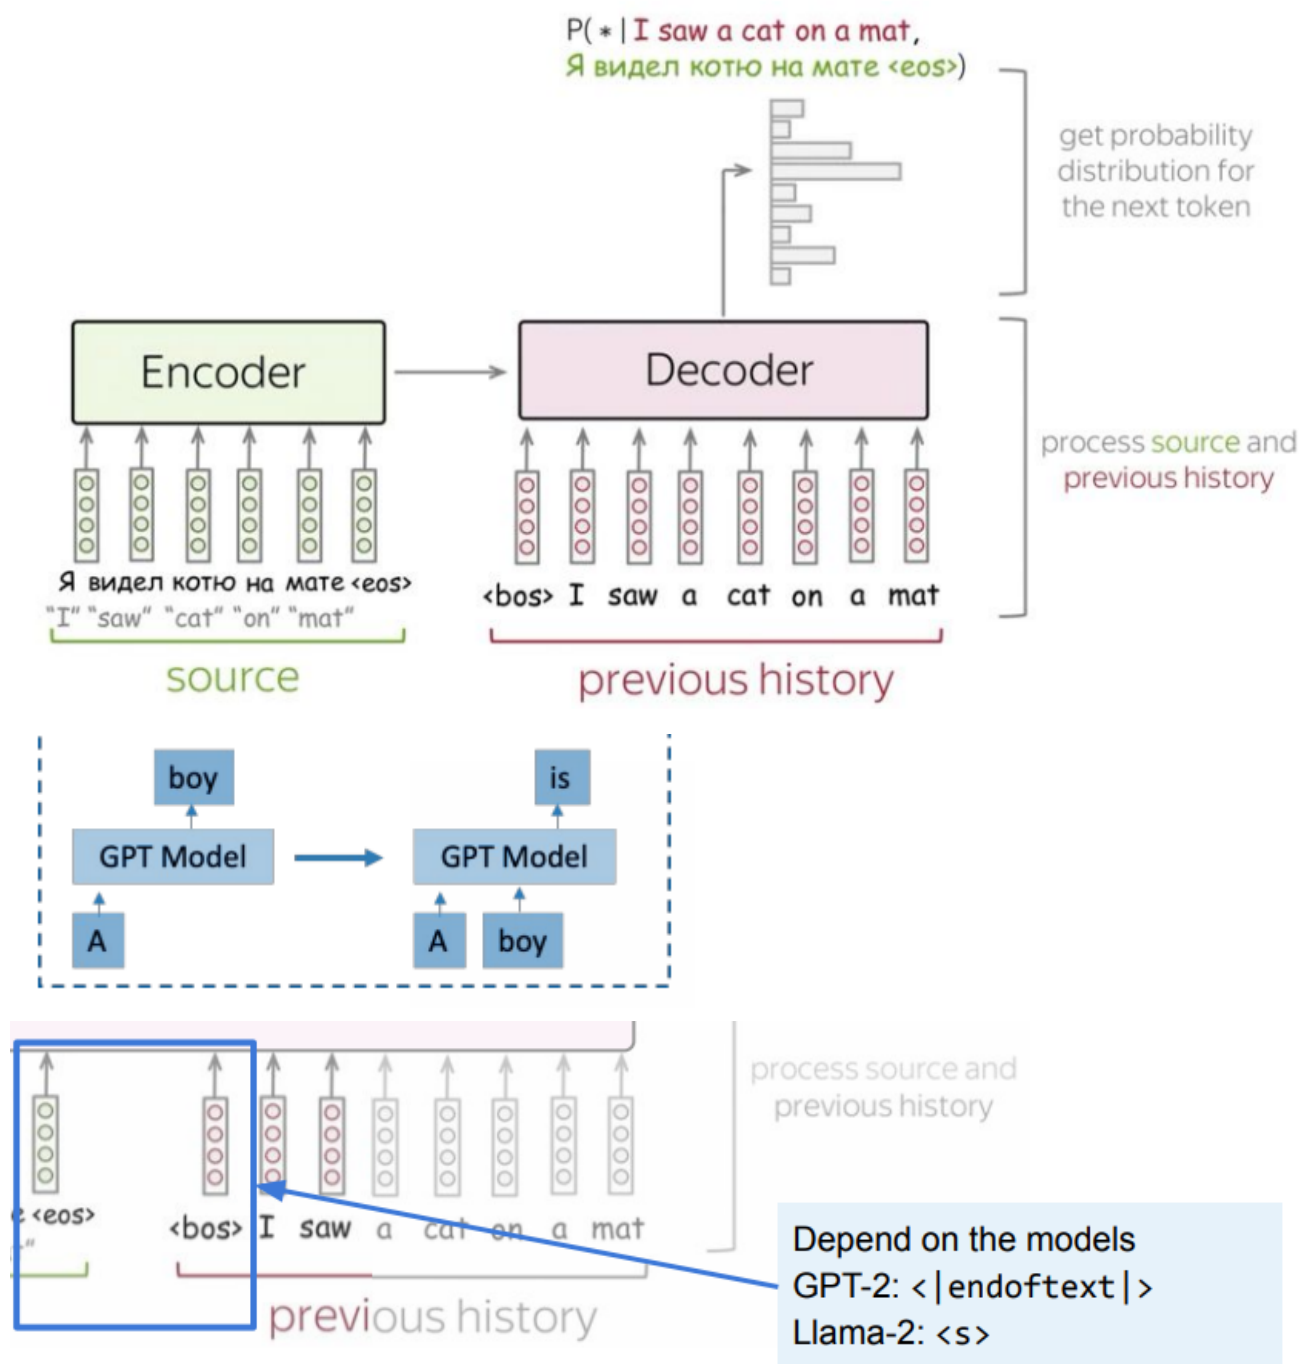 P( * | I saw a cat on a mat,
Я видел котю на мате <eos>)
get probability
distribution for
the next token
Encoder
Decoder
process source and
previous history
Я видел котю на мате <eos>
"I" "saw" "cat" "on" "mat"
<bos> I saw a cat on a mat
source
previous history
boy
is
GPT Model
GPT Model
A
A
boy
process source and
previous history
e <eos>
<bos> I saw a cat on a mat
previous history
Depend on the models
GPT-2: <|endoftext|>
Llama-2: <s>